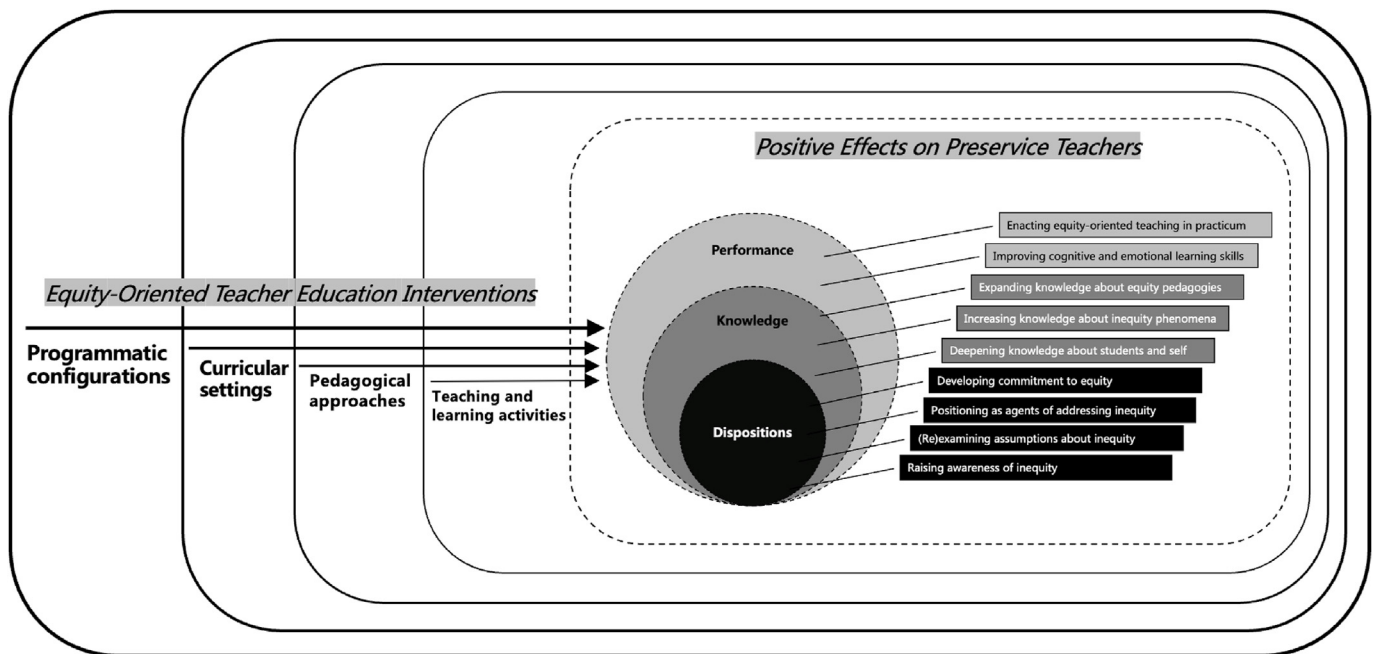 Positive Effects on Preservice Teachers
Enacting equity-oriented teaching in practicum
Performance
Improving cognitive and emotional learning skills
Equity-Oriented Teacher Education Interventions
Expanding knowledge about equity pedagogies
Knowledge
Increasing knowledge about inequity phenomena
Programmatic
configurations
Curricular
settings
Pedagogical
approaches
Teaching and
learning activities
Deepening knowledge about students and self
Developing commitment to equity
Positioning as agents of addressing inequity
Dispositions
(Re)examining assumptions about inequity
Raising awareness of inequity